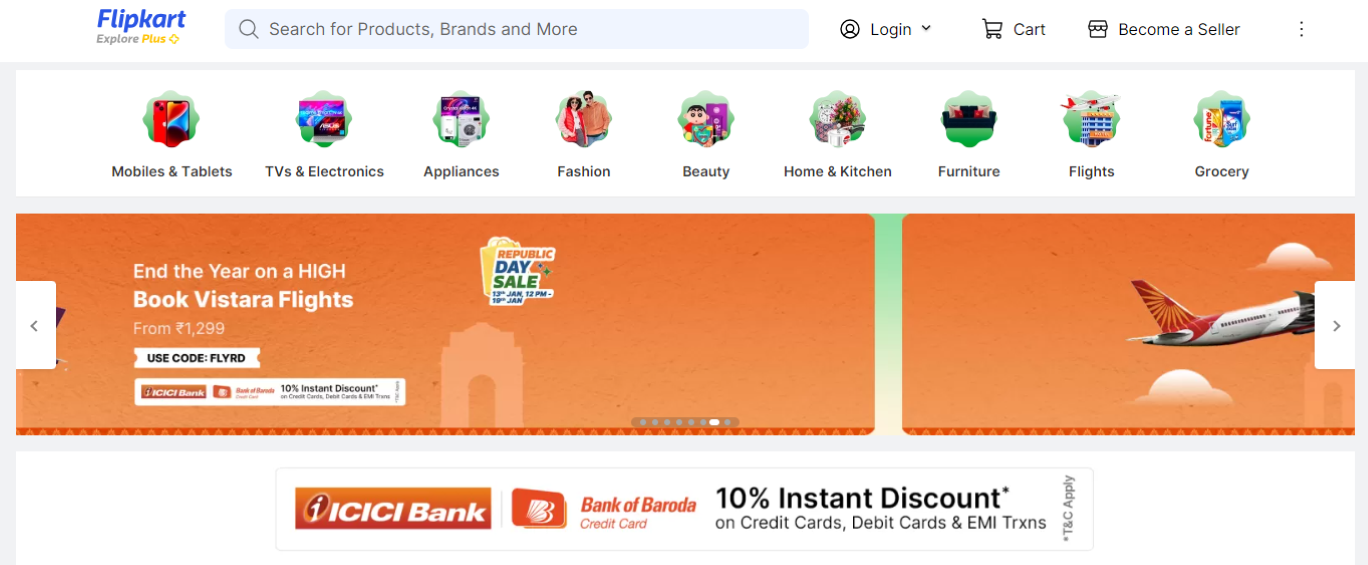 Flipkart
Explore Plus
Search for Products, Brands and More
Login
Cart
Become a Seller
Mobiles & Tablets
TVs & Electronics
Appliances
Fashion
Beauty
Home & Kitchen
Furniture
Flights
Grocery
End the Year on a HIGH
Book Vistara Flights
From ₹1,299
USE CODE: FLYRD
ICICI Bank Bank of Baroda Credit Card 10% Instant Discount*
on Credit Cards, Debit Cards & EMI Trxns
*T&C Apply
REPUBLIC
DAY
SALE
13TH JAN, 12 PM -
19TH JAN
ICICI Bank
Bank of Baroda
Credit Card
10% Instant Discount*
on Credit Cards, Debit Cards & EMI Trxns
*T&C Apply
ASUS
fortune
Surf